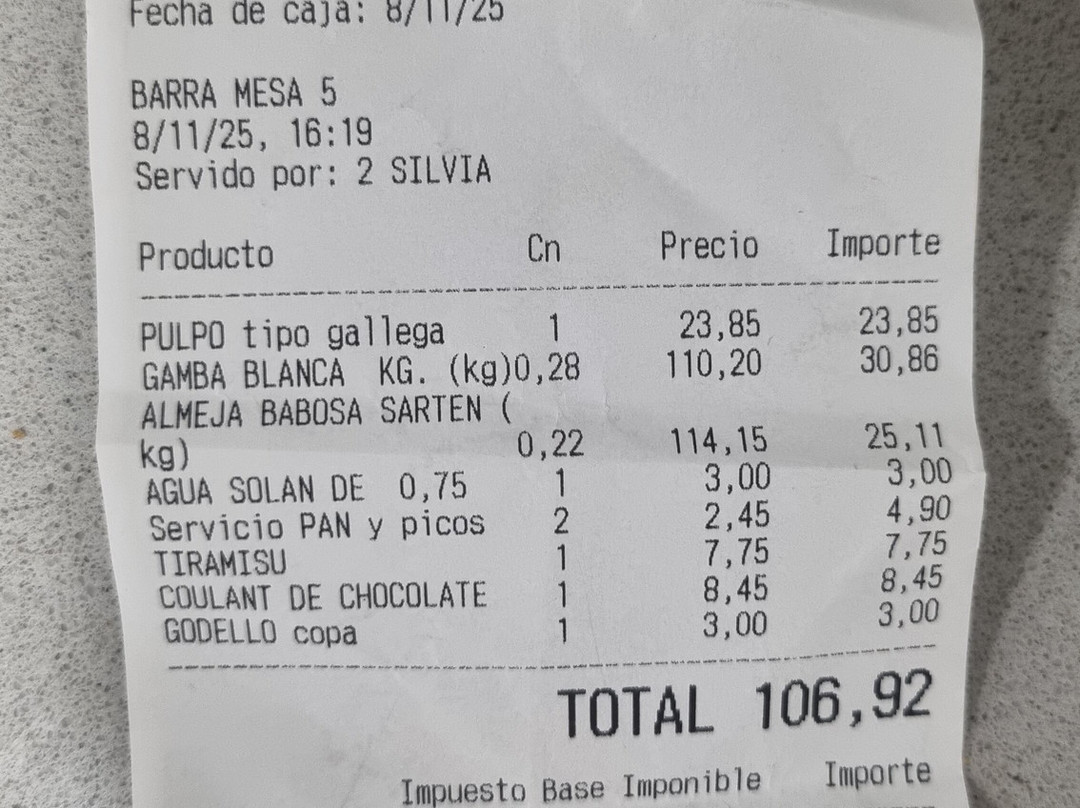 Fecha de caja: 8/11/25
BARRA MESA 5
8/11/25, 16:19
Servido por: 2 SILVIA
Producto Cn Precio Importe
PULPO tipo gallega 1 23,85 23,85
GAMBA BLANCA KG. (kg)0,28 110,20 30,86
ALMEJA BABOSA SARTEN (
kg) 0,22 114,15 25,11
AGUA SOLAN DE 0,75 1 3,00 3,00
Servicio PAN y picos 2 2,45 4,90
TIRAMISU 1 7,75 7,75
COULANT DE CHOCOLATE 1 8,45 8,45
GODELLO copa 1 3,00 3,00
TOTAL 106,92
Impuesto Base Imponible Importe